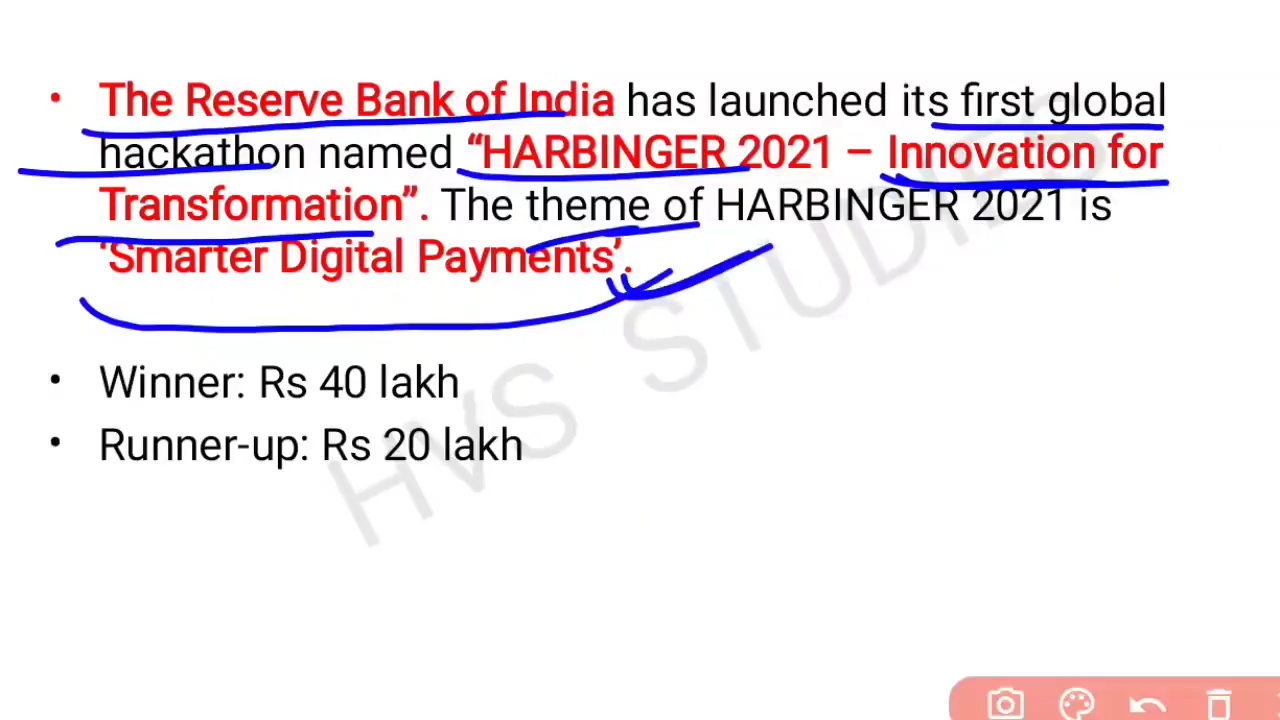 • The Reserve Bank of India has launched its first global
hackathon named “HARBINGER 2021 – Innovation for
Transformation”. The theme of HARBINGER 2021 is
‘Smarter Digital Payments’.
• Winner: Rs 40 lakh
• Runner-up: Rs 20 lakh
HVS STUDIES